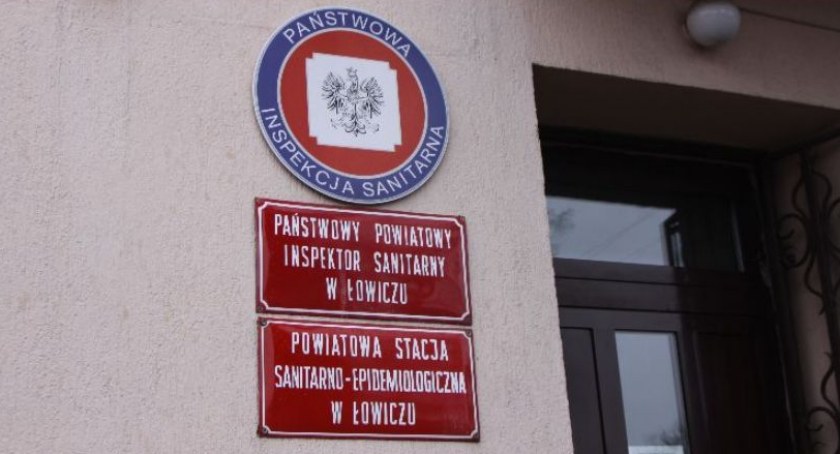 PAŃSTWOWA
INSPEKCJA SANITARNA
PAŃSTWOWY POWIATOWY
INSPEKTOR SANITARNY
W ŁOWICZU
POWIATOWA STACJA
SANITARNO-EPIDEMIOLOGICZNA
W ŁOWICZU